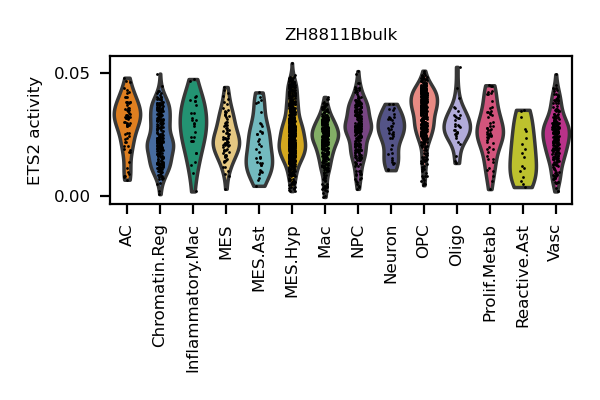 ZH8811Bbulk
ETS2 activity
0.05
0.00
AC
Chromatin.Reg
Inflammatory.Mac
MES
MES.Ast
MES.Hyp
Mac
NPC
Neuron
OPC
Oligo
Prolif.Metab
Reactive.Ast
Vasc